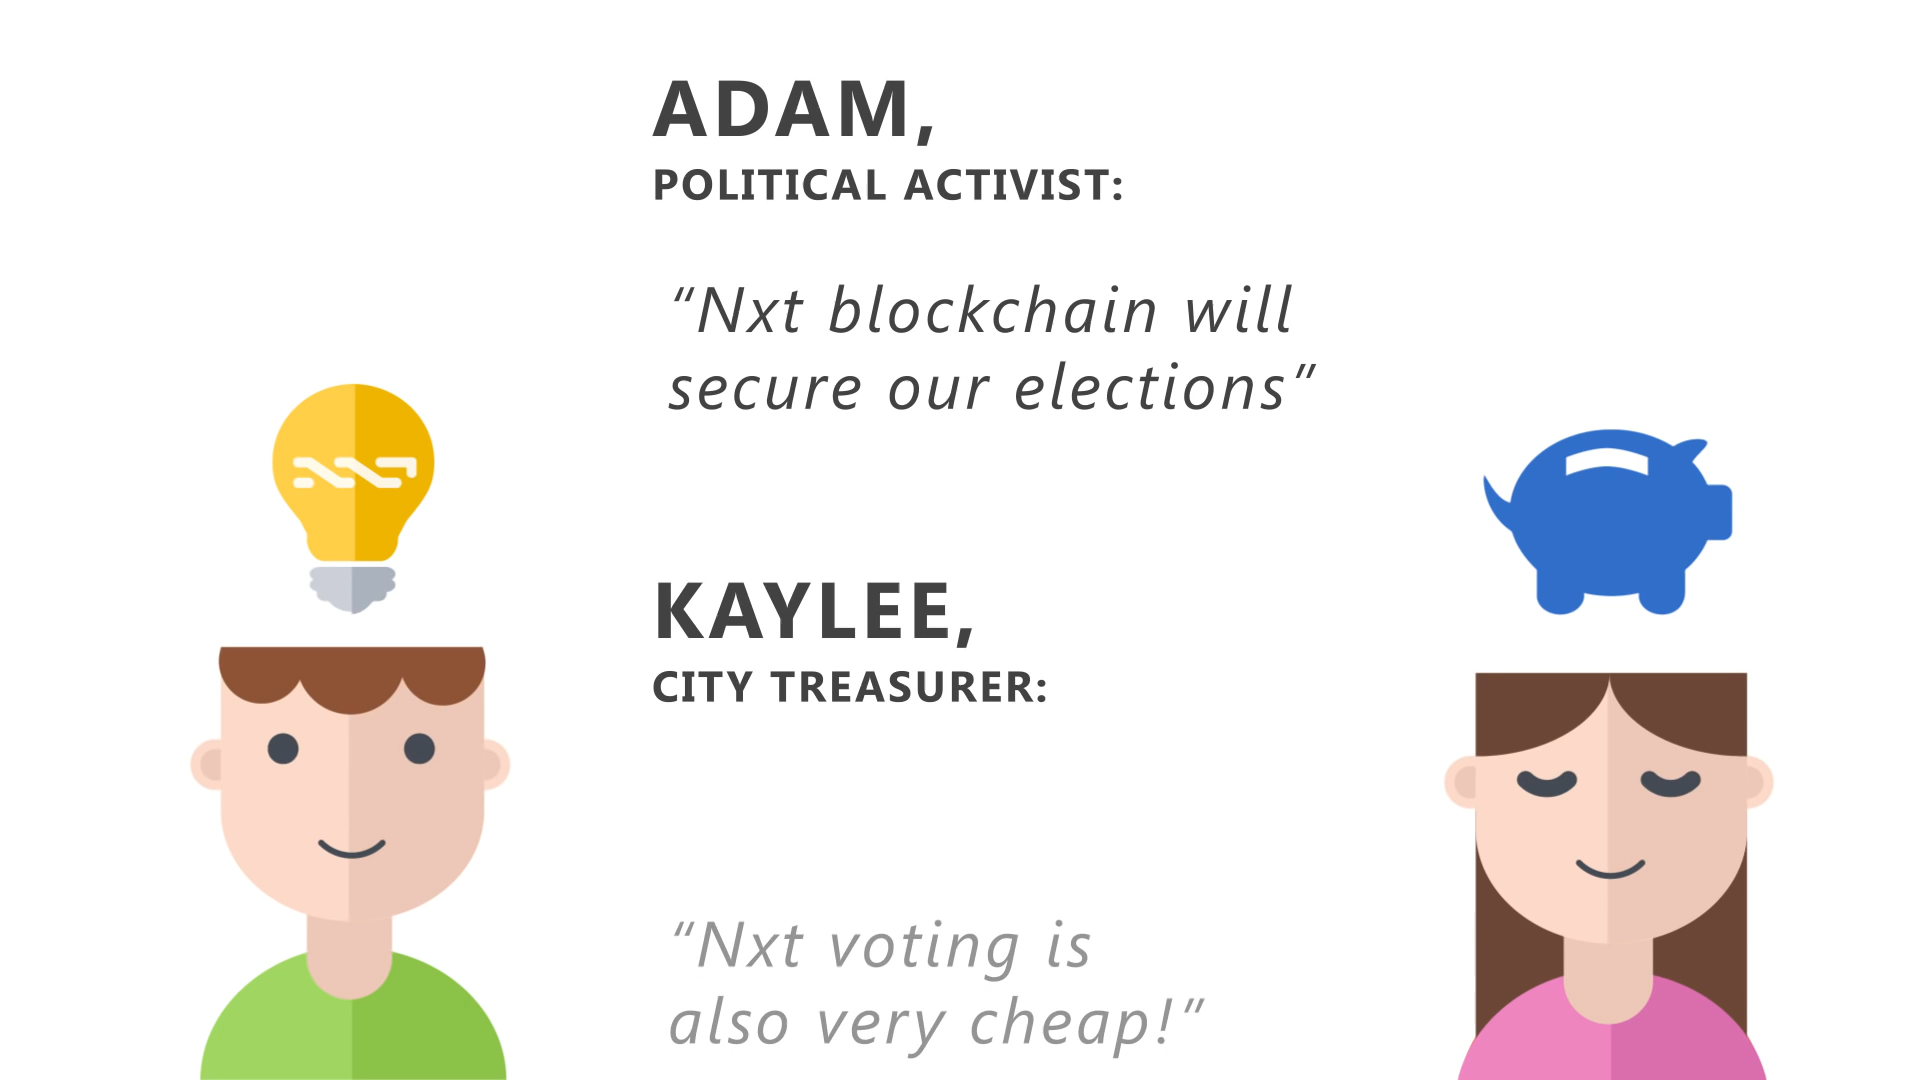 ADAM,
POLITICAL ACTIVIST:
“Nxt blockchain will
secure our elections”
KAYLEE,
CITY TREASURER:
“Nxt voting is
also very cheap!”